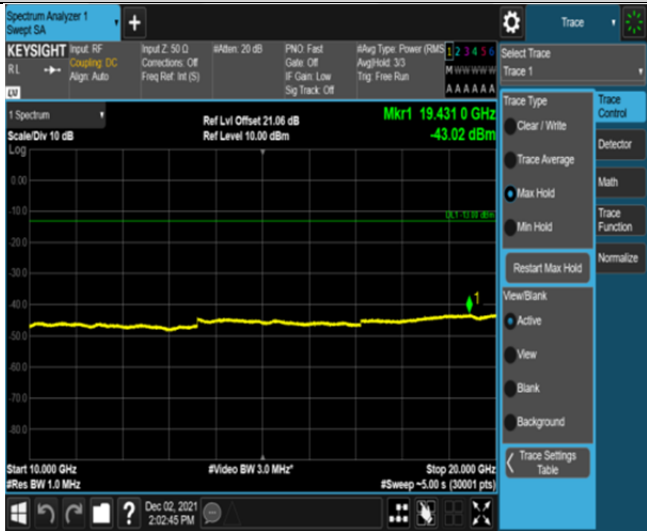 Spectrum Analyzer 1
Swept SA
+
Trace
KEYSIGHT Input: RF Input Z: 50 Ω #Atten: 20 dB PNO: Fast #Avg Type: Power (RMS 1 2 3 4 5 6
R L Coupling: DC Corrections: Off Gate: Off Avg|Hold: 3/3 M W W W W W
Align: Auto Freq Ref: Int (S) IF Gain: Low Trig: Free Run
Sig Track: Off A A A A A A
Select Trace
Trace 1
1 Spectrum
Scale/Div 10 dB
Ref Lvl Offset 21.06 dB
Ref Level 10.00 dBm
Mkr1 19.431 0 GHz
-43.02 dBm
Log
0.00
-10.0
DL1 -13.00 dBm
-20.0
-30.0
-40.0
1
-50.0
-60.0
-70.0
-80.0
Start 10.000 GHz
#Res BW 1.0 MHz
#Video BW 3.0 MHz*
Stop 20.000 GHz
#Sweep ~5.00 s (30001 pts)
Trace Type
Clear / Write
Trace Average
Max Hold
Min Hold
Restart Max Hold
View/Blank
Active
View
Blank
Background
Trace Settings
Table
Trace
Control
Detector
Math
Trace
Function
Normalize
?
Dec 02, 2021
2:02:45 PM